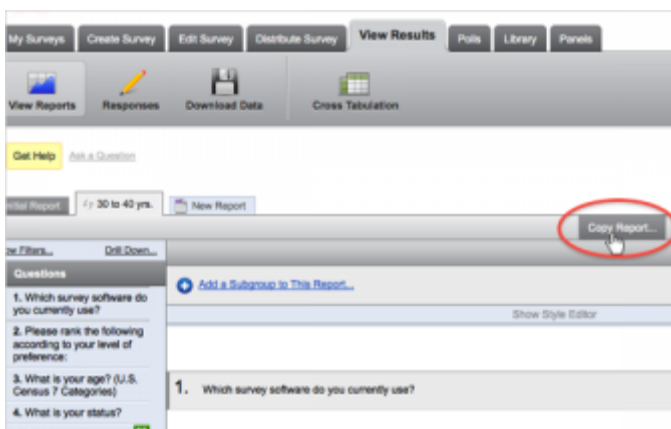 My Surveys Create Survey Edit Survey Distribute Survey View Results Polls Library Panels
View Reports Responses Download Data Cross Tabulation
Get Help Ask a Question
Initial Report 30 to 40 yrs. New Report
Copy Report...
Filters... Drill Down...
Questions
Add a Subgroup to This Report...
1. Which survey software do
you currently use?
Show Style Editor
2. Please rank the following
according to your level of
preference:
3. What is your age? (U.S.
Census 7 Categories)
1. Which survey software do you currently use?
4. What is your status?